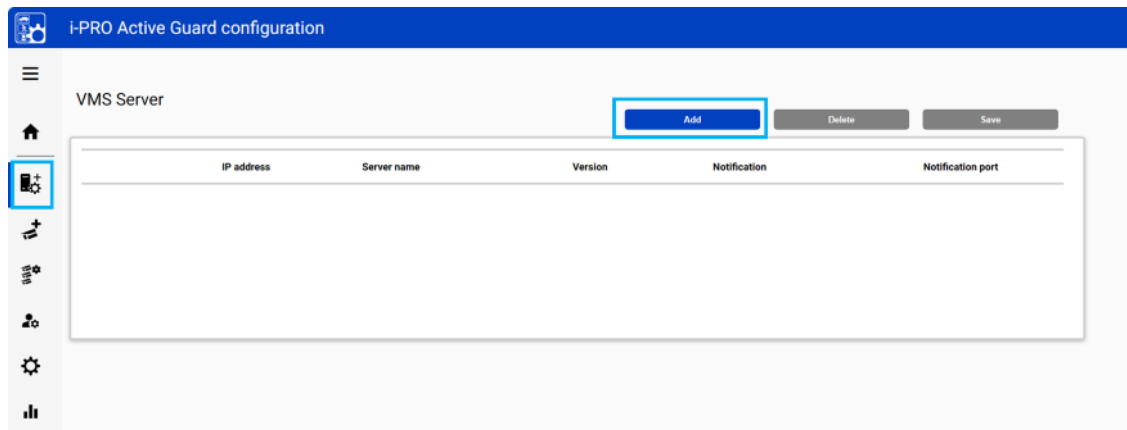 i-PRO Active Guard configuration
VMS Server
Add Delete Save
IP address Server name Version Notification Notification port